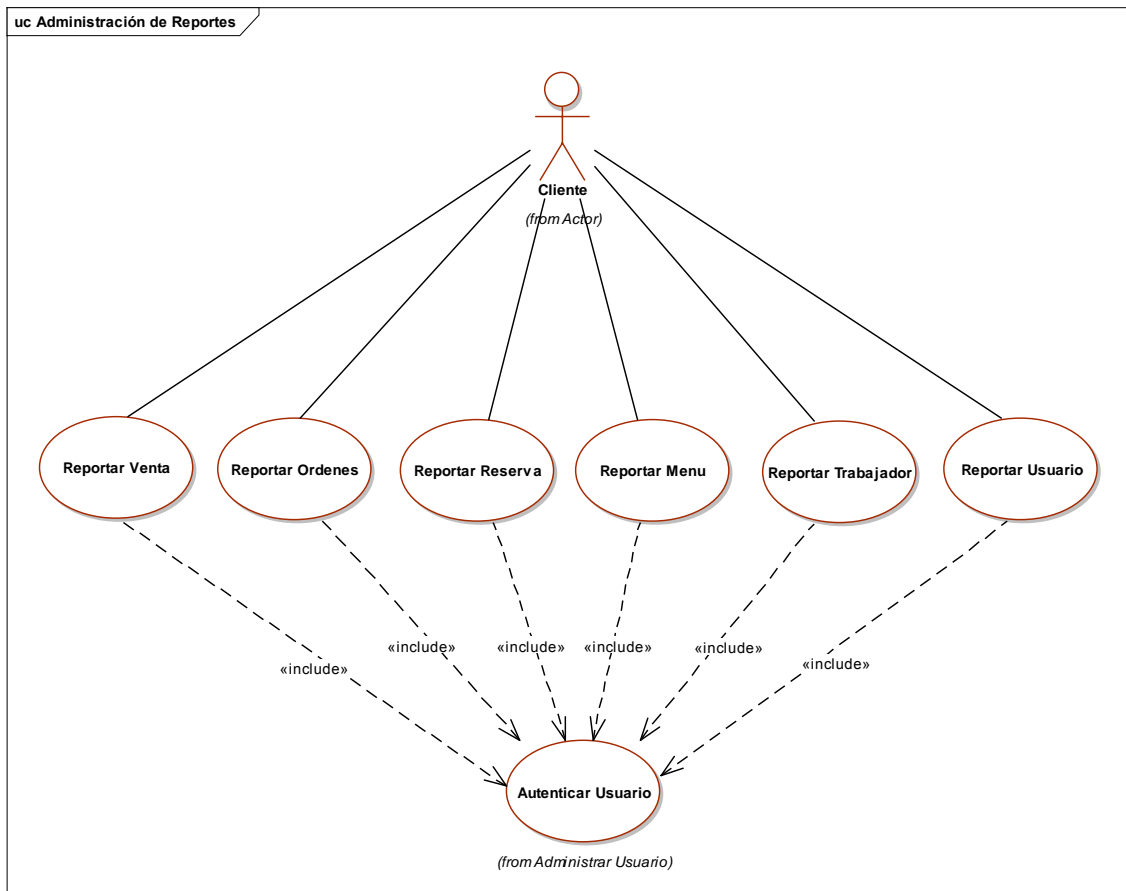 uc Administración de Reportes
Cliente
(from Actor)
Reportar Venta
Reportar Ordenes
Reportar Reserva
Reportar Menu
Reportar Trabajador
Reportar Usuario
«include»
«include»
«include»
«include»
«include»
«include»
Autenticar Usuario
(from Administrar Usuario)